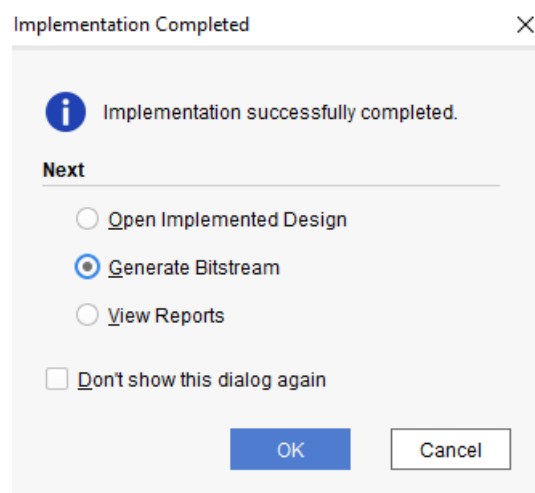 Implementation Completed
Implementation successfully completed.
Next
Open Implemented Design
Generate Bitstream
View Reports
Don't show this dialog again
OK
Cancel